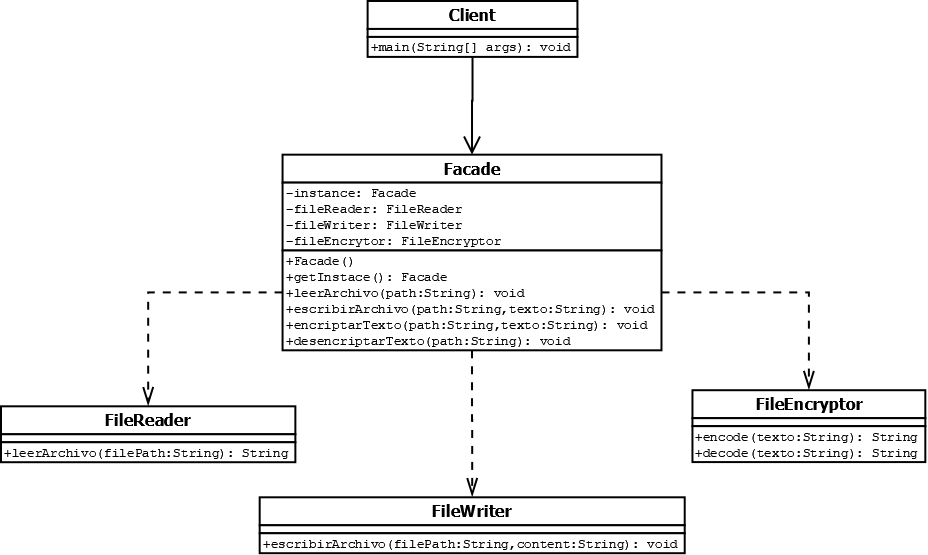 Client
+main(String[] args): void
Facade
-instance: Facade
-fileReader: FileReader
-fileWriter: FileWriter
-fileEncrytor: FileEncryptor
+Facade()
+getInstace(): Facade
+leerArchivo(path:String): void
+escribirArchivo(path:String,texto:String): void
+encriptarTexto(path:String,texto:String): void
+desencriptarTexto(path:String): void
FileReader
+leerArchivo(filePath:String): String
FileEncryptor
+encode(texto:String): String
+decode(texto:String): String
FileWriter
+escribirArchivo(filePath:String,content:String): void